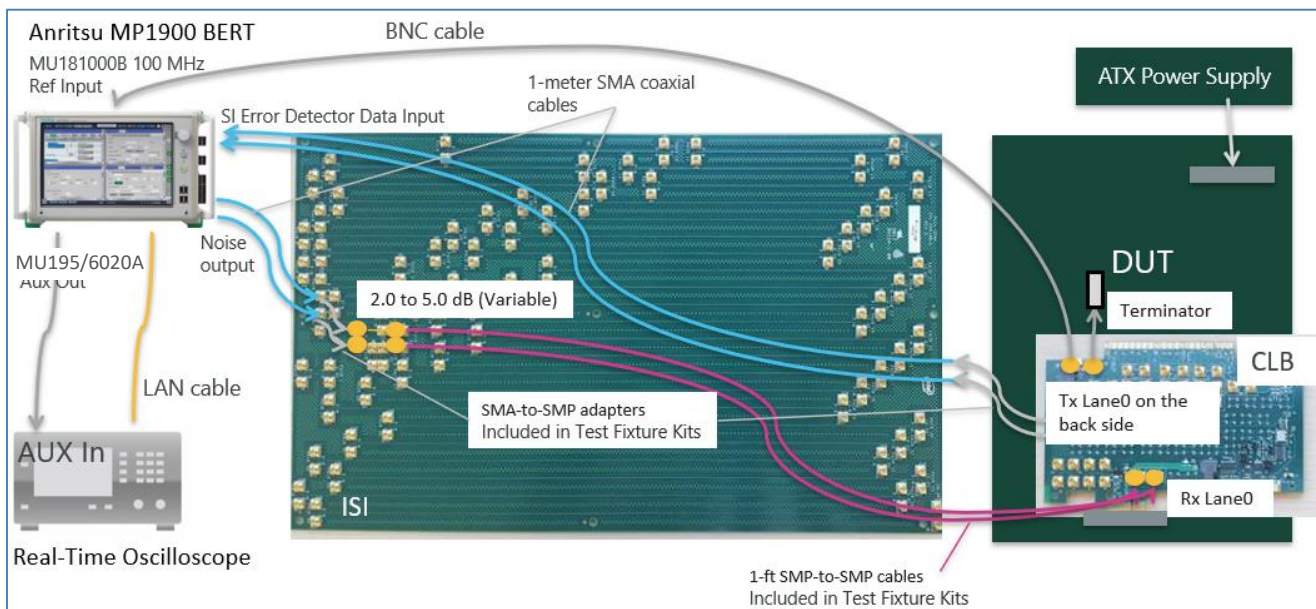 Anritsu MP1900 BERT
MU181000B 100 MHz
Ref Input
BNC cable
1-meter SMA coaxial
cables
SI Error Detector Data Input
ATX Power Supply
Noise
output
MU195/6020A
Aux Out
2.0 to 5.0 dB (Variable)
DUT
Terminator
CLB
LAN cable
Tx Lane0 on the
back side
SMA-to-SMP adapters
Included in Test Fixture Kits
AUX In
ISI
Rx Lane0
Real-Time Oscilloscope
1-ft SMP-to-SMP cables
Included in Test Fixture Kits